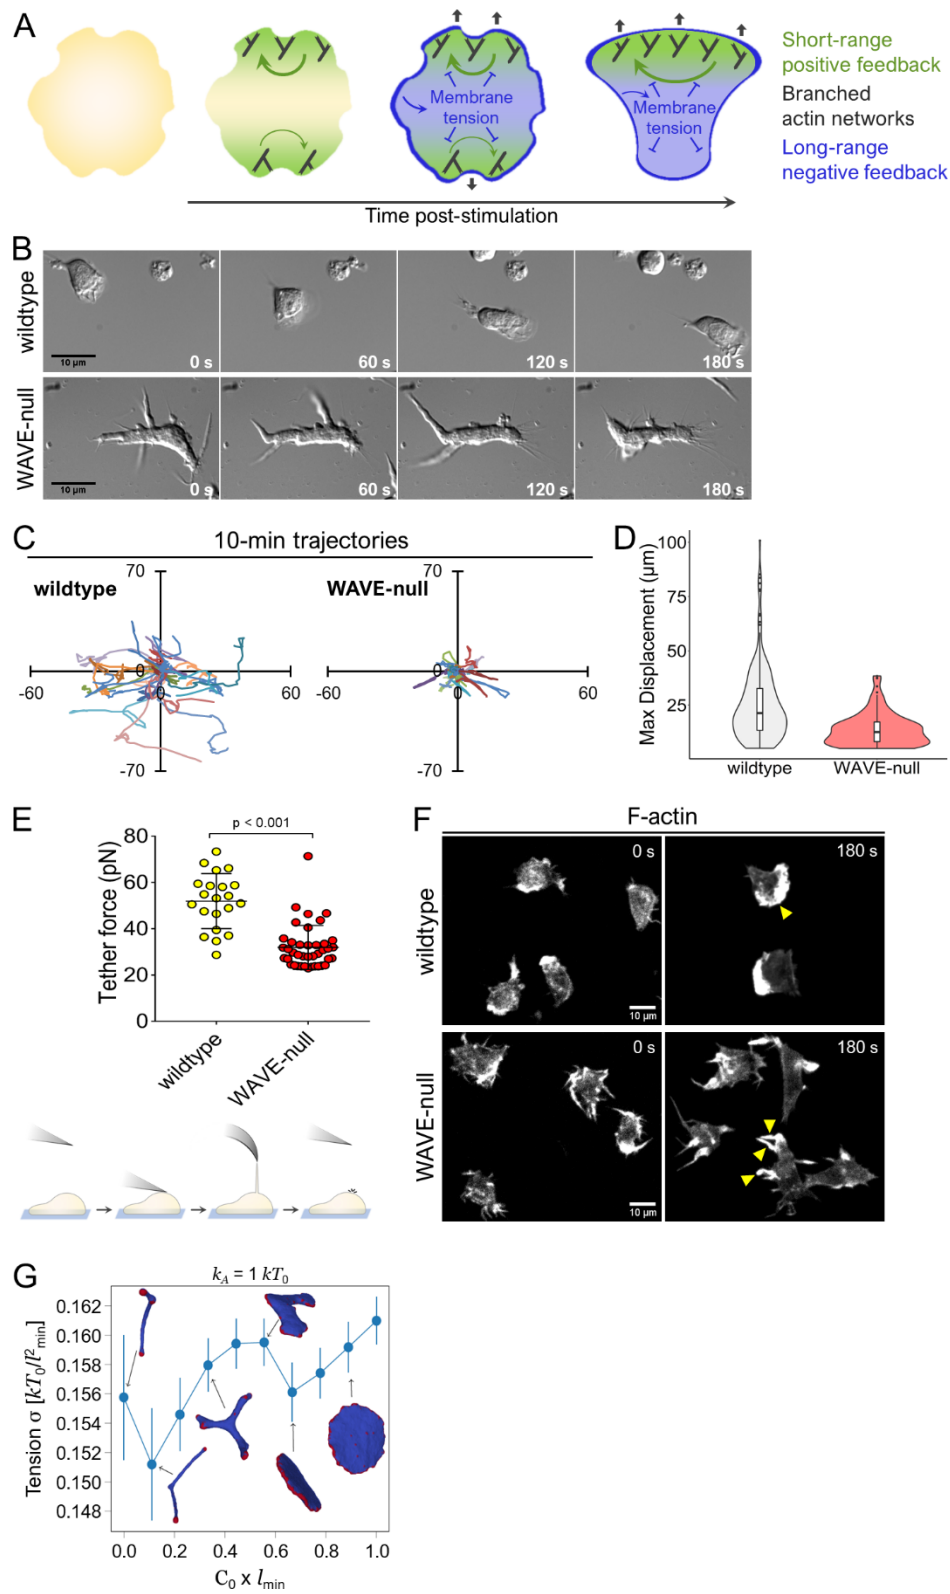 A
Membrane
tension
Membrane
tension
Short-range
positive feedback
Branched
actin networks
Long-range
negative feedback
Time post-stimulation
B
wildtype
10 µm
0 s
60 s
120 s
180 s
WAVE-null
10 µm
0 s
60 s
120 s
180 s
C
10-min trajectories
wildtype
70
-60
0
0
60
-70
WAVE-null
70
-60
0
0
60
-70
D
Max Displacement (µm)
100
75
50
25
wildtype
WAVE-null
E
p < 0.001
Tether force (pN)
80
60
40
20
0
wildtype
WAVE-null
F
F-actin
wildtype
0 s
10 µm
180 s
WAVE-null
0 s
10 µm
180 s
G
k_A = 1 kT_0
Tension σ [kT_0/l²_min]
0.162
0.160
0.158
0.156
0.154
0.152
0.150
0.148
0.0
0.2
0.4
0.6
0.8
1.0
C_0 x l_min